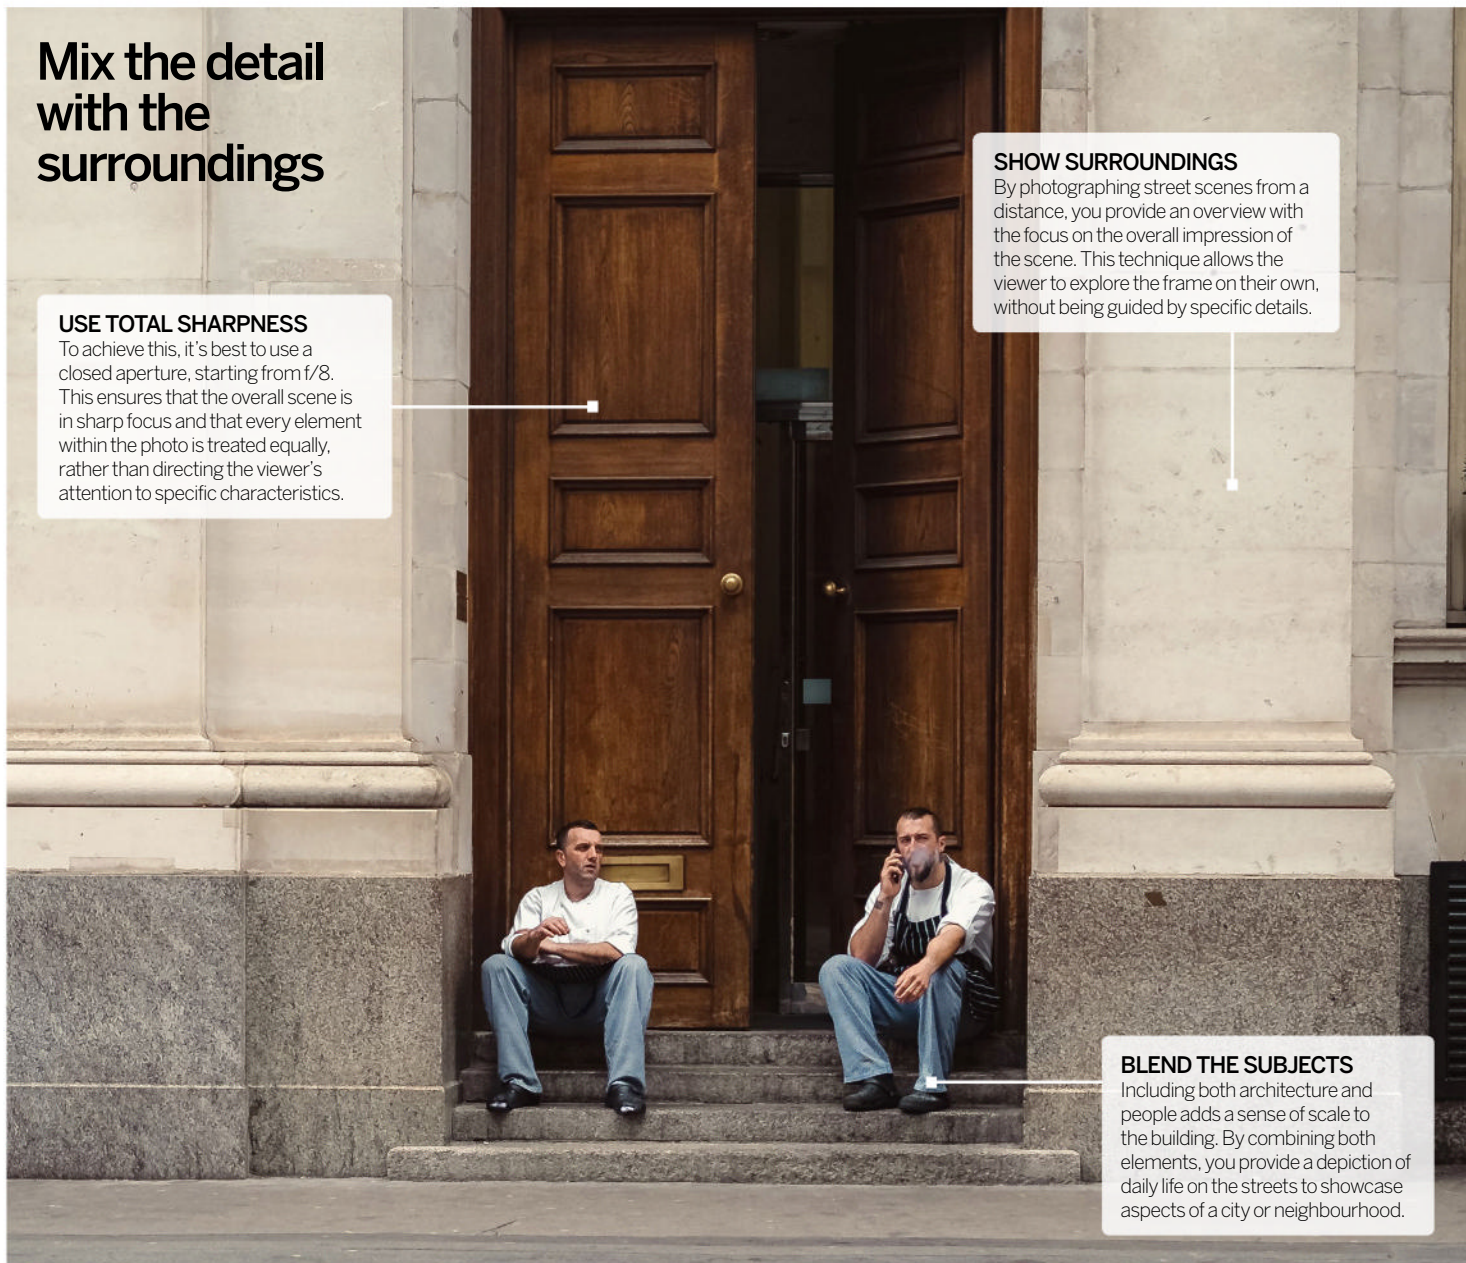 Mix the detail
with the
surroundings
USE TOTAL SHARPNESS
To achieve this, it's best to use a
closed aperture, starting from f/8.
This ensures that the overall scene is
in sharp focus and that every element
within the photo is treated equally,
rather than directing the viewer's
attention to specific characteristics.
SHOW SURROUNDINGS
By photographing street scenes from a
distance, you provide an overview with
the focus on the overall impression of
the scene. This technique allows the
viewer to explore the frame on their own,
without being guided by specific details.
BLEND THE SUBJECTS
Including both architecture and
people adds a sense of scale to
the building. By combining both
elements, you provide a depiction of
daily life on the streets to showcase
aspects of a city or neighbourhood.